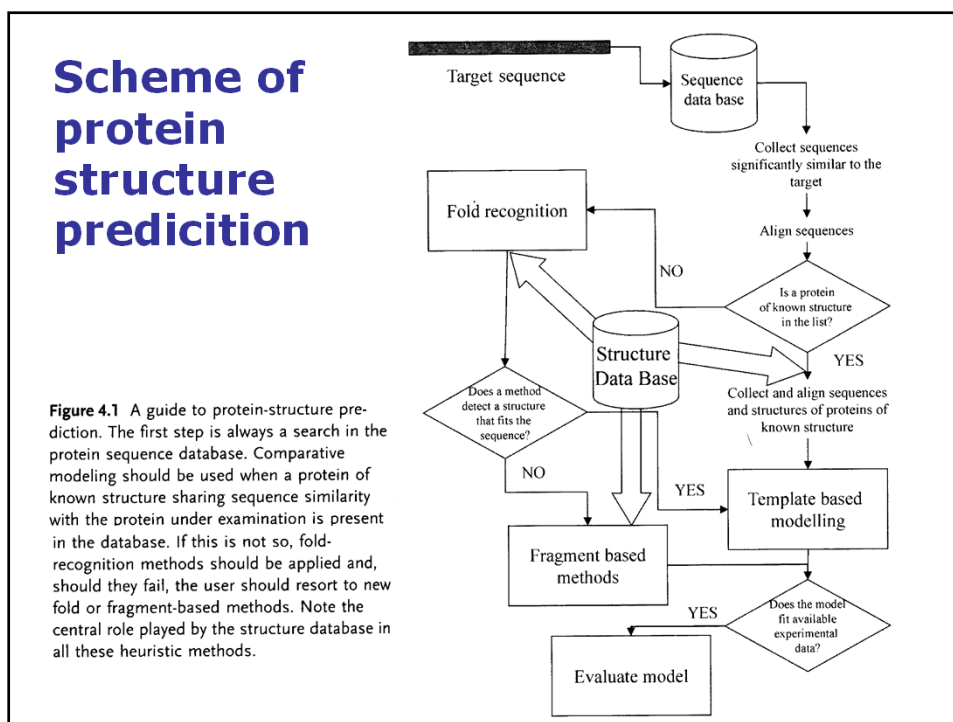 Scheme of
protein
structure
predicition
Target sequence
Sequence
data base
Collect sequences
significantly similar to the
target
Align sequences
Is a protein
of known structure
in the list?
NO
YES
Fold recognition
Structure
Data Base
Does a method
detect a structure
that fits the
sequence?
NO
YES
Collect and align sequences
and structures of proteins of
known structure
Template based
modelling
Fragment based
methods
Does the model
fit available
experimental
data?
YES
Evaluate model
Figure 4.1 A guide to protein-structure pre-
diction. The first step is always a search in the
protein sequence database. Comparative
modeling should be used when a protein of
known structure sharing sequence similarity
with the protein under examination is present
in the database. If this is not so, fold-
recognition methods should be applied and,
should they fail, the user should resort to new
fold or fragment-based methods. Note the
central role played by the structure database in
all these heuristic methods.